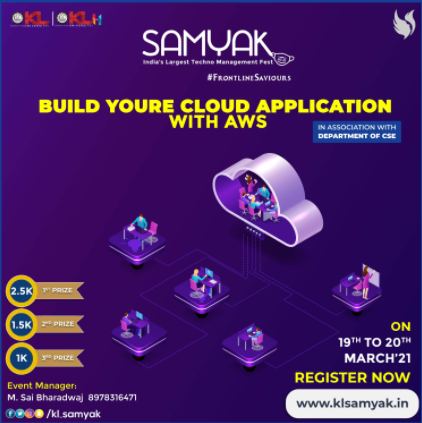 KL KLH
SAMYAK
India's Largest Techno Management Fest
#FRONTLINESAVIOURS
BUILD YOURE CLOUD APPLICATION
WITH AWS
IN ASSOCIATION WITH
DEPARTMENT OF CSE
2.5K 1ST PRIZE
1.5K 2ND PRIZE
1K 3RD PRIZE
Event Manager:
M. Sai Bharadwaj 8978316471
/kl_samyak
ON
19TH TO 20TH
MARCH'21
REGISTER NOW
www.klsamyak.in